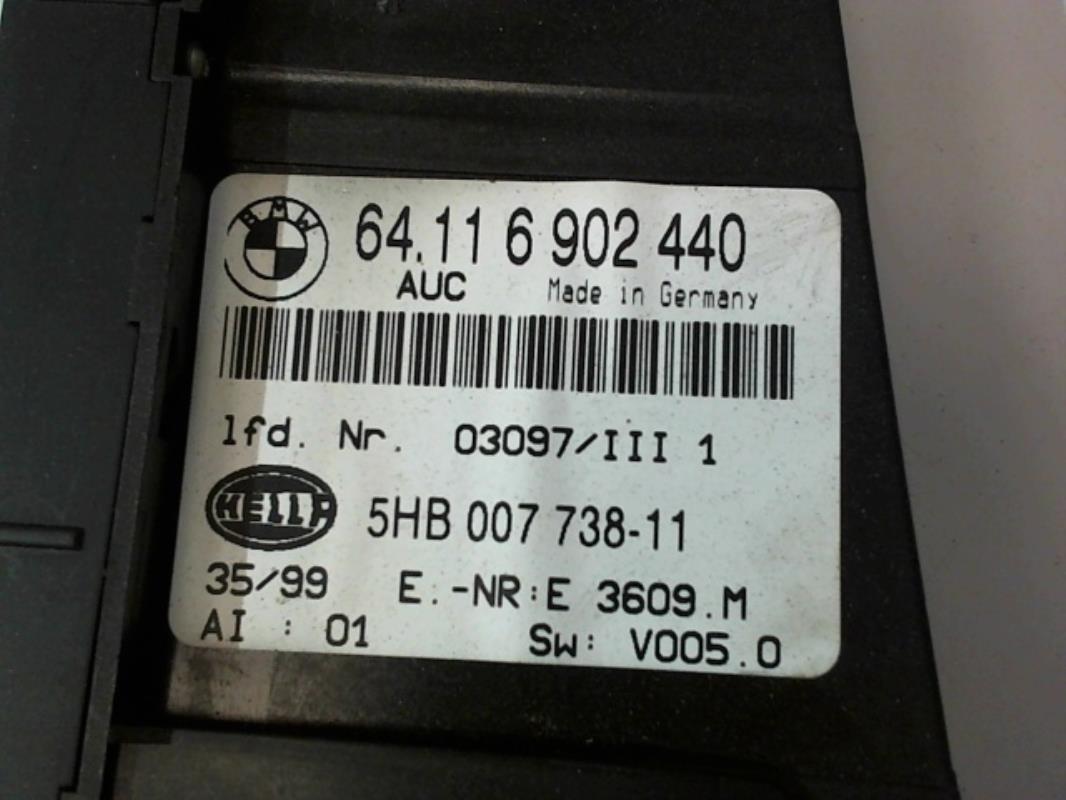 BMW 64.11 6 902 440
AUC Made in Germany
lfd. Nr. 03097/III 1
HELLA 5HB 007 738-11
35/99 E.-NR:E 3609.M
AI : 01 Sw: V005.0